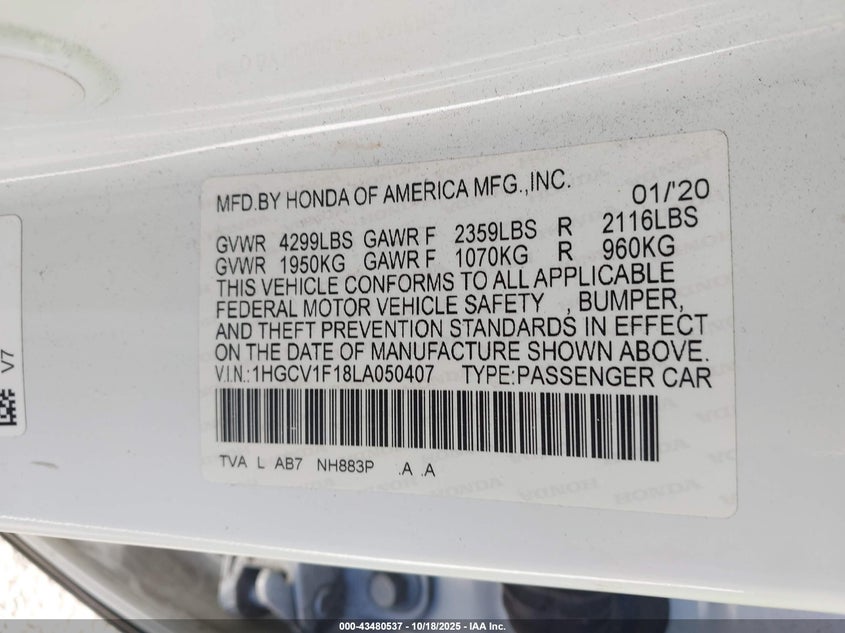 MFD.BY HONDA OF AMERICA MFG.,INC. 01/'20
GVWR 4299LBS GAWR F 2359LBS R 2116LBS
GVWR 1950KG GAWR F 1070KG R 960KG
THIS VEHICLE CONFORMS TO ALL APPLICABLE
FEDERAL MOTOR VEHICLE SAFETY , BUMPER,
AND THEFT PREVENTION STANDARDS IN EFFECT
ON THE DATE OF MANUFACTURE SHOWN ABOVE.
V.I.N.:1HGCV1F18LA050407 TYPE:PASSENGER CAR
TVA L AB7 NH883P .A .A
V7
000-43480537 - 10/18/2025 - IAA Inc.